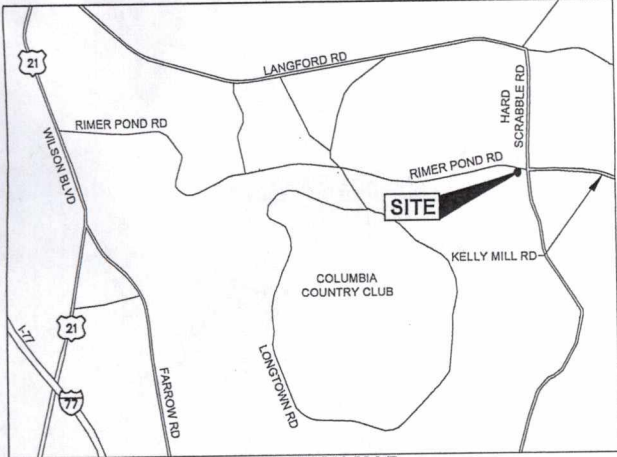 21
LANGFORD RD
HARD
SCRABBLE RD
WILSON BLVD
RIMER POND RD
RIMER POND RD
SITE
KELLY MILL RD
COLUMBIA
COUNTRY CLUB
21
I-77
77
FARROW RD
LONGTOWN RD